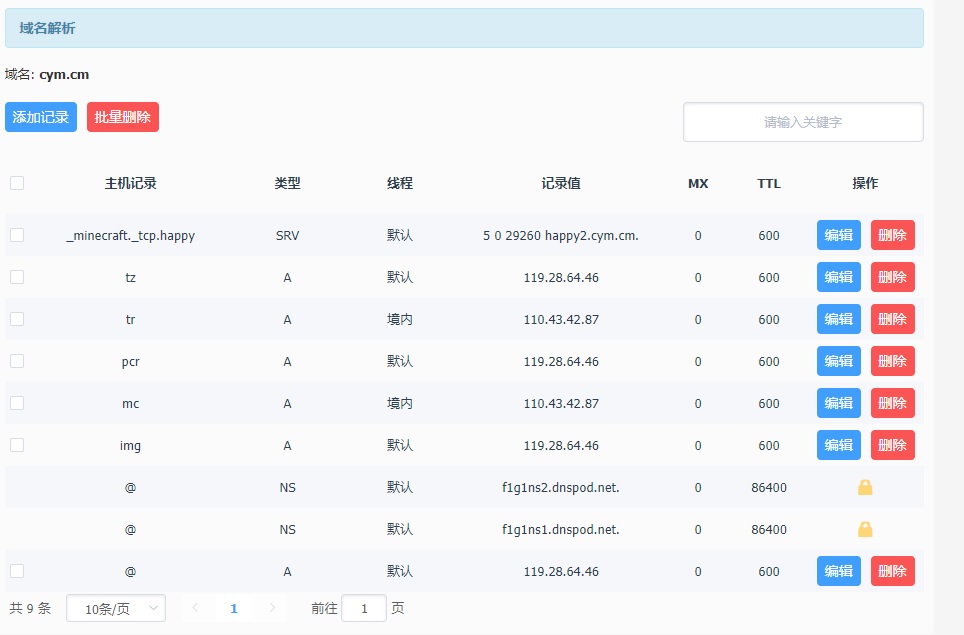 域名解析
域名: cym.cm
添加记录 批量删除 请输入关键字
主机记录 类型 线程 记录值 MX TTL 操作
_minecraft._tcp.happy SRV 默认 5 0 29260 happy2.cym.cm. 0 600 编辑 删除
tz A 默认 119.28.64.46 0 600 编辑 删除
tr A 境内 110.43.42.87 0 600 编辑 删除
pcr A 默认 119.28.64.46 0 600 编辑 删除
mc A 境内 110.43.42.87 0 600 编辑 删除
img A 默认 119.28.64.46 0 600 编辑 删除
@ NS 默认 f1g1ns2.dnspod.net. 0 86400
@ NS 默认 f1g1ns1.dnspod.net. 0 86400
@ A 默认 119.28.64.46 0 600 编辑 删除
共 9 条 10条/页 1 前往 1 页